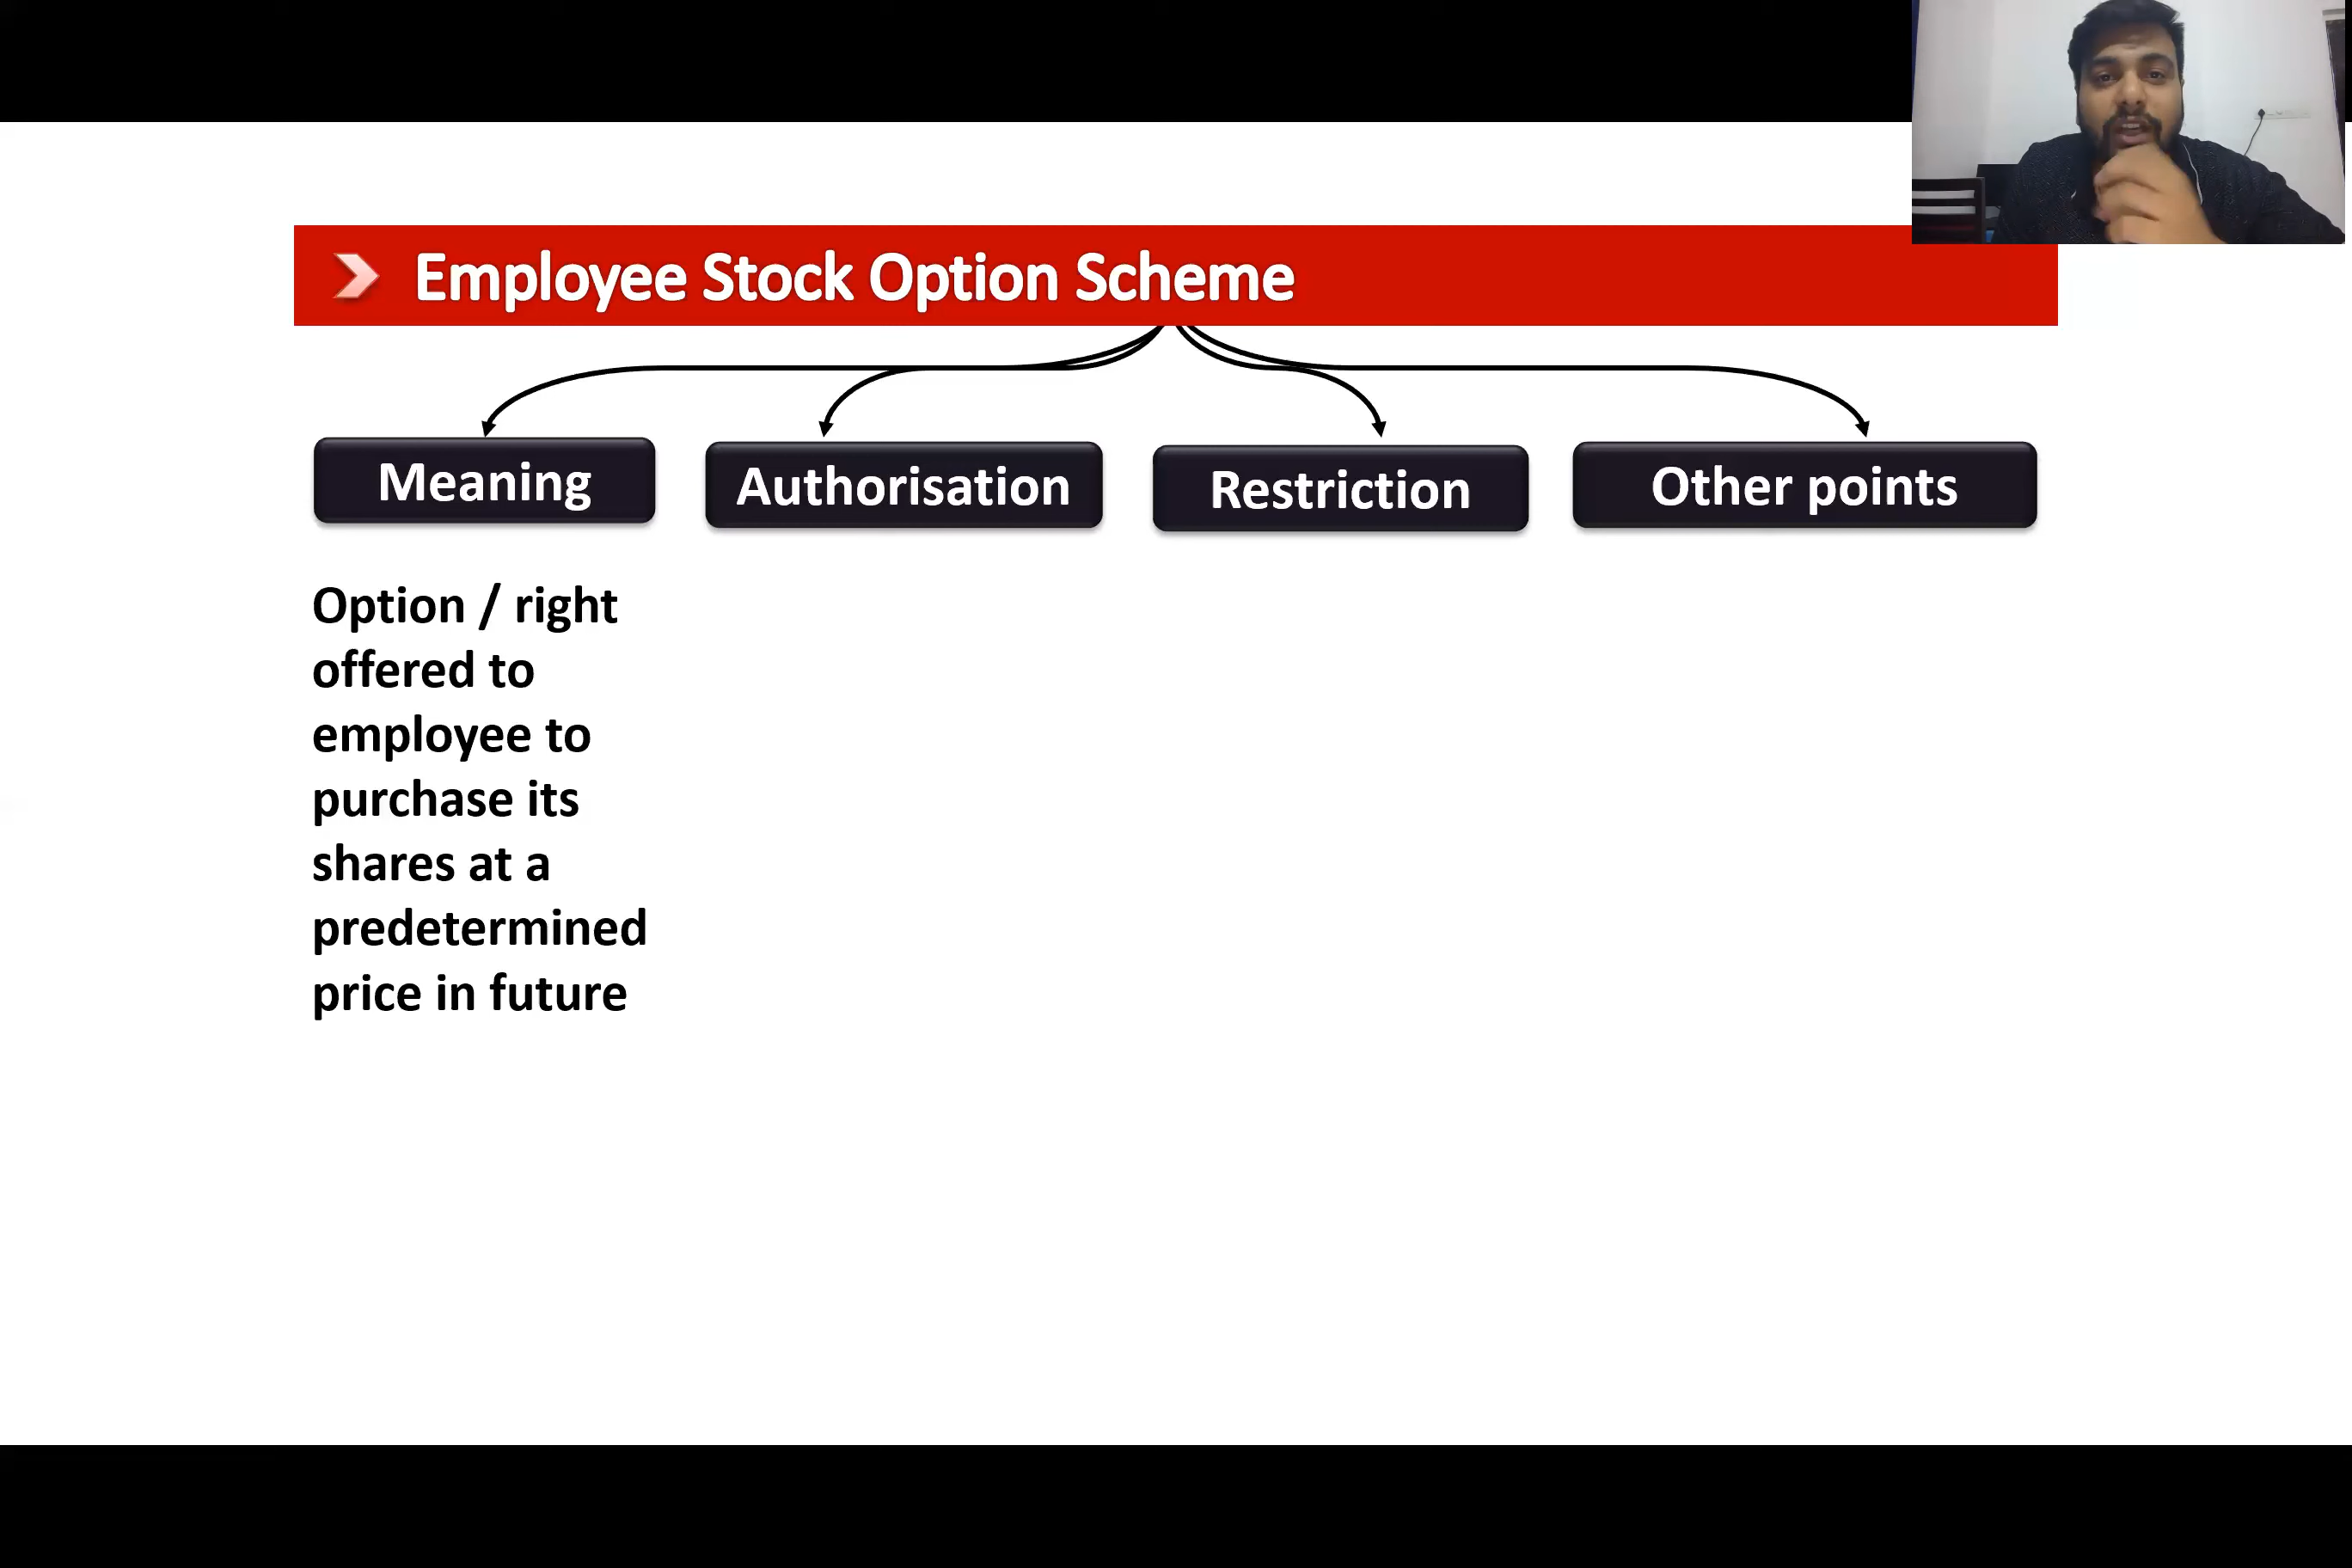 Employee Stock Option Scheme
Meaning
Authorisation
Restriction
Other points
Option / right
offered to
employee to
purchase its
shares at a
predetermined
price in future